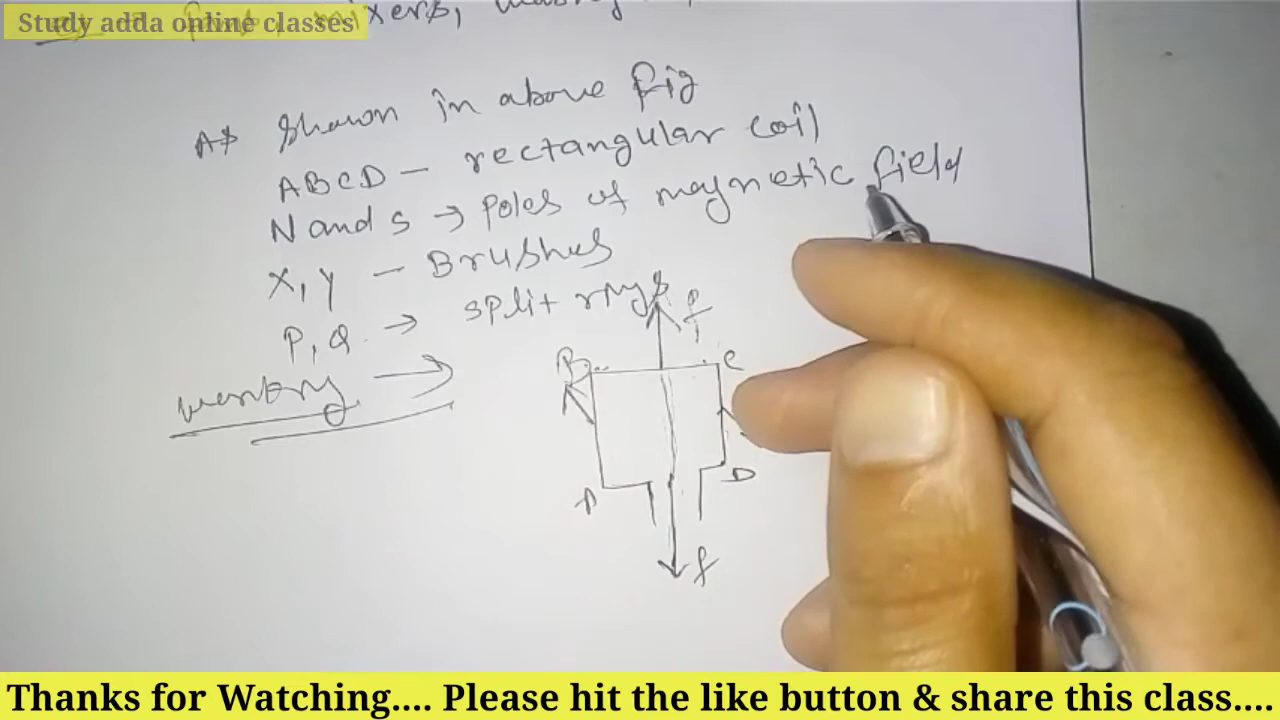 Study adda online classes
mixers,
As shown in above fig
ABCD – rectangular coil
N and S → Poles of magnetic field
X, Y – Brushes
P, Q → split rings
working →
F
B
C
A
D
f
Thanks for Watching.... Please hit the like button & share this class....